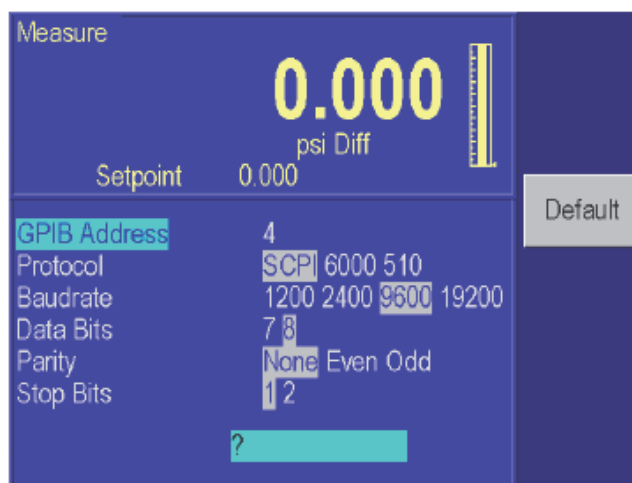 Measure
0.000
psi Diff
Setpoint 0.000
Default
GPIB Address 4
Protocol SCPI 6000 510
Baudrate 1200 2400 9600 19200
Data Bits 7 8
Parity None Even Odd
Stop Bits 1 2
?